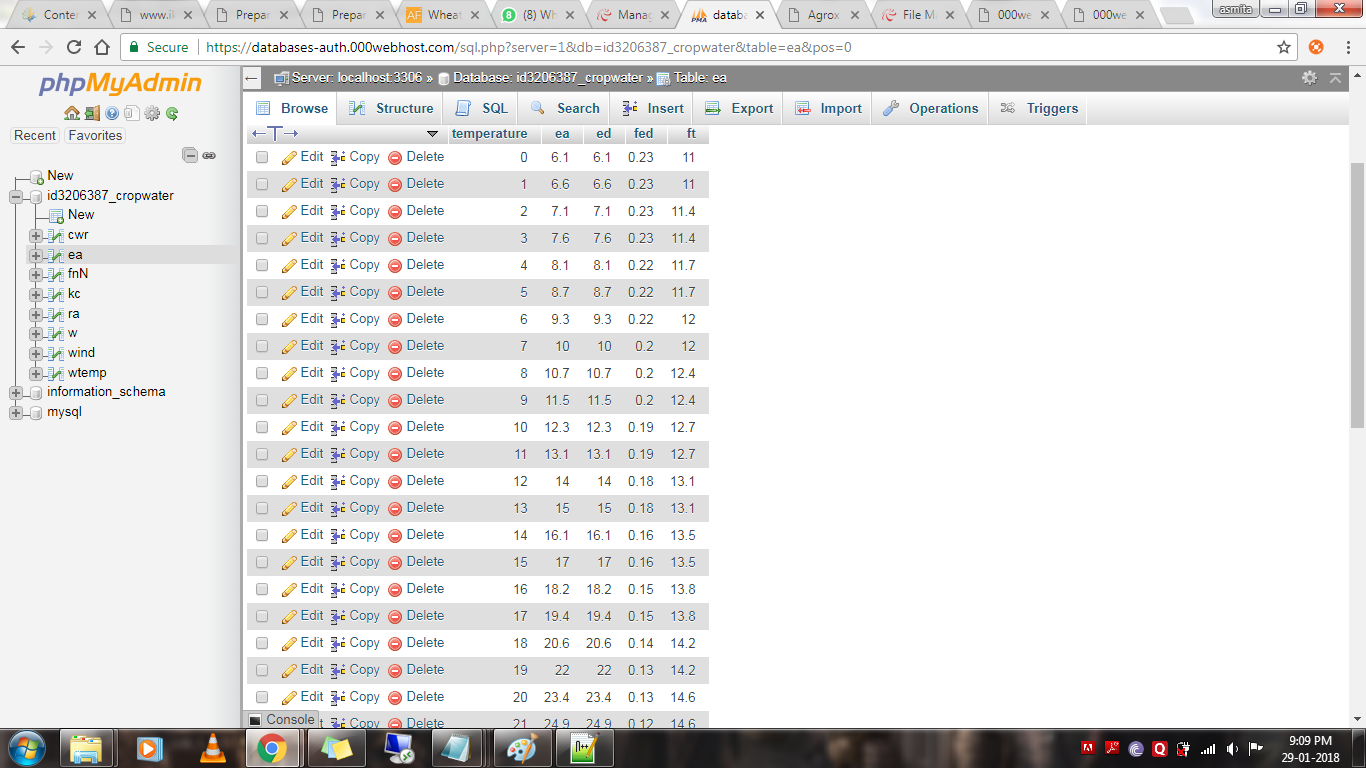 Conter www.il Prepar Prepar Wheat (8) Wh Manag databa Agrox File M 000we 000we asmita
Secure https://databases-auth.000webhost.com/sql.php?server=1&db=id3206387_cropwater&table=ea&pos=0
phpMyAdmin
Recent Favorites
New
id3206387_cropwater
New
cwr
ea
fnN
kc
ra
w
wind
wtemp
information_schema
mysql
Server: localhost:3306 » Database: id3206387_cropwater » Table: ea
Browse Structure SQL Search Insert Export Import Operations Triggers
temperature ea ed fed ft
Edit Copy Delete 0 6.1 6.1 0.23 11
Edit Copy Delete 1 6.6 6.6 0.23 11
Edit Copy Delete 2 7.1 7.1 0.23 11.4
Edit Copy Delete 3 7.6 7.6 0.23 11.4
Edit Copy Delete 4 8.1 8.1 0.22 11.7
Edit Copy Delete 5 8.7 8.7 0.22 11.7
Edit Copy Delete 6 9.3 9.3 0.22 12
Edit Copy Delete 7 10 10 0.2 12
Edit Copy Delete 8 10.7 10.7 0.2 12.4
Edit Copy Delete 9 11.5 11.5 0.2 12.4
Edit Copy Delete 10 12.3 12.3 0.19 12.7
Edit Copy Delete 11 13.1 13.1 0.19 12.7
Edit Copy Delete 12 14 14 0.18 13.1
Edit Copy Delete 13 15 15 0.18 13.1
Edit Copy Delete 14 16.1 16.1 0.16 13.5
Edit Copy Delete 15 17 17 0.16 13.5
Edit Copy Delete 16 18.2 18.2 0.15 13.8
Edit Copy Delete 17 19.4 19.4 0.15 13.8
Edit Copy Delete 18 20.6 20.6 0.14 14.2
Edit Copy Delete 19 22 22 0.13 14.2
Edit Copy Delete 20 23.4 23.4 0.13 14.6
Copy Delete 21 24.9 24.9 0.12 14.6
Console
9:09 PM
29-01-2018